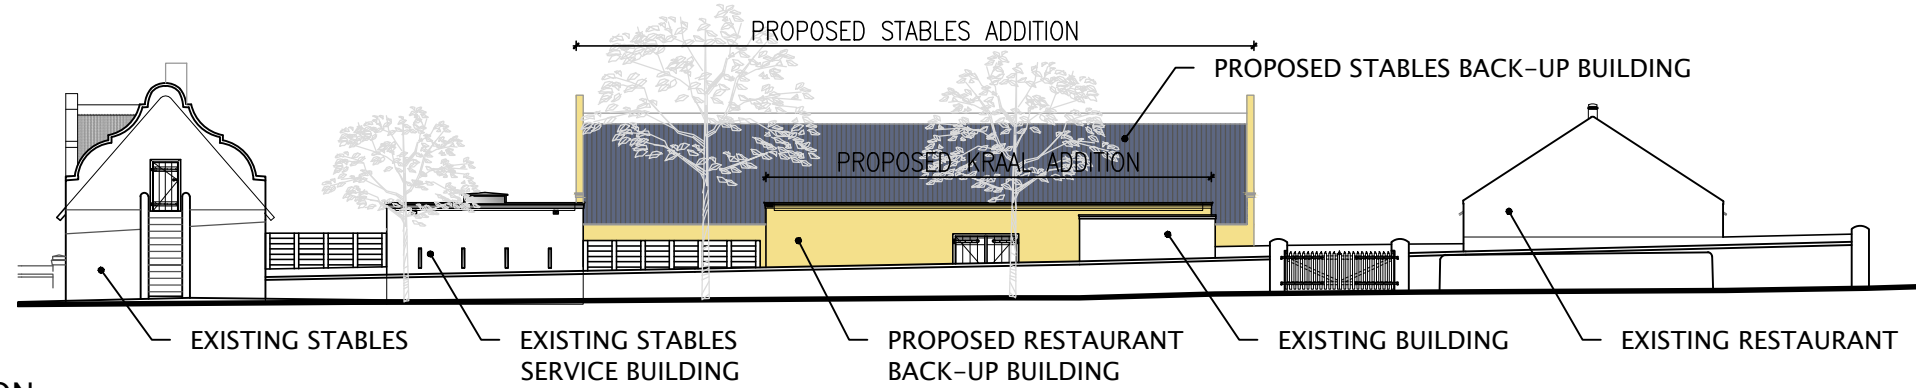 PROPOSED STABLES ADDITION
PROPOSED STABLES BACK-UP BUILDING
PROPOSED KRAAL ADDITION
EXISTING STABLES
EXISTING STABLES
SERVICE BUILDING
PROPOSED RESTAURANT
BACK-UP BUILDING
EXISTING BUILDING
EXISTING RESTAURANT